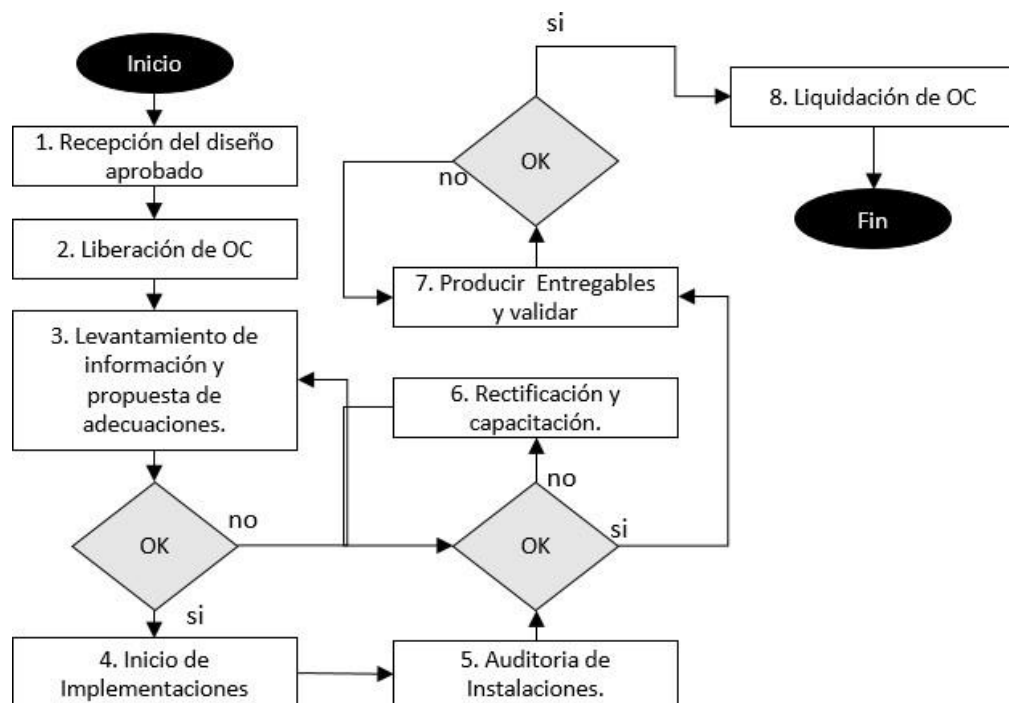 Inicio
1. Recepción del diseño
aprobado
2. Liberación de OC
3. Levantamiento de
información y
propuesta de
adecuaciones.
OK
no
si
4. Inicio de
Implementaciones
5. Auditoria de
Instalaciones.
OK
no
si
6. Rectificación y
capacitación.
7. Producir Entregables
y validar
OK
no
si
8. Liquidación de OC
Fin